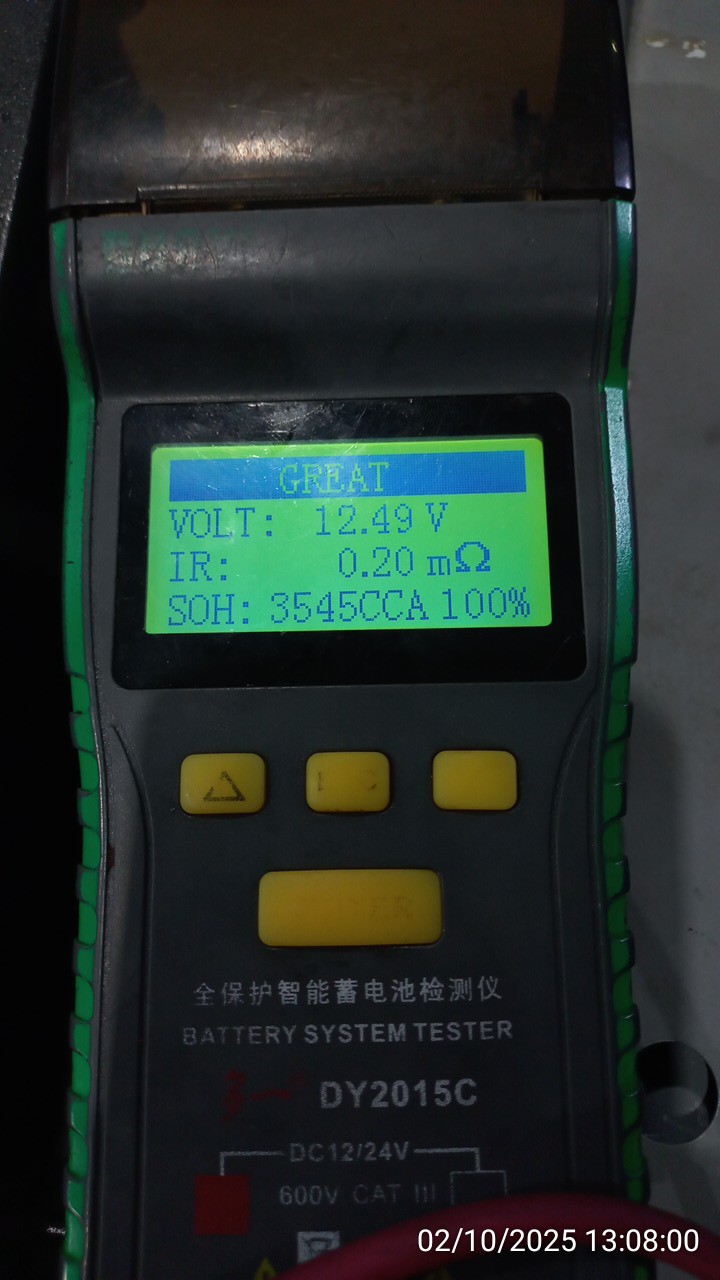 GREAT
VOLT: 12.49 V
IR: 0.20 mΩ
SOH: 3545CCA 100%
全保护智能蓄电池检测仪
BATTERY SYSTEM TESTER
DY2015C
DC12/24V
600V CAT III
02/10/2025 13:08:00